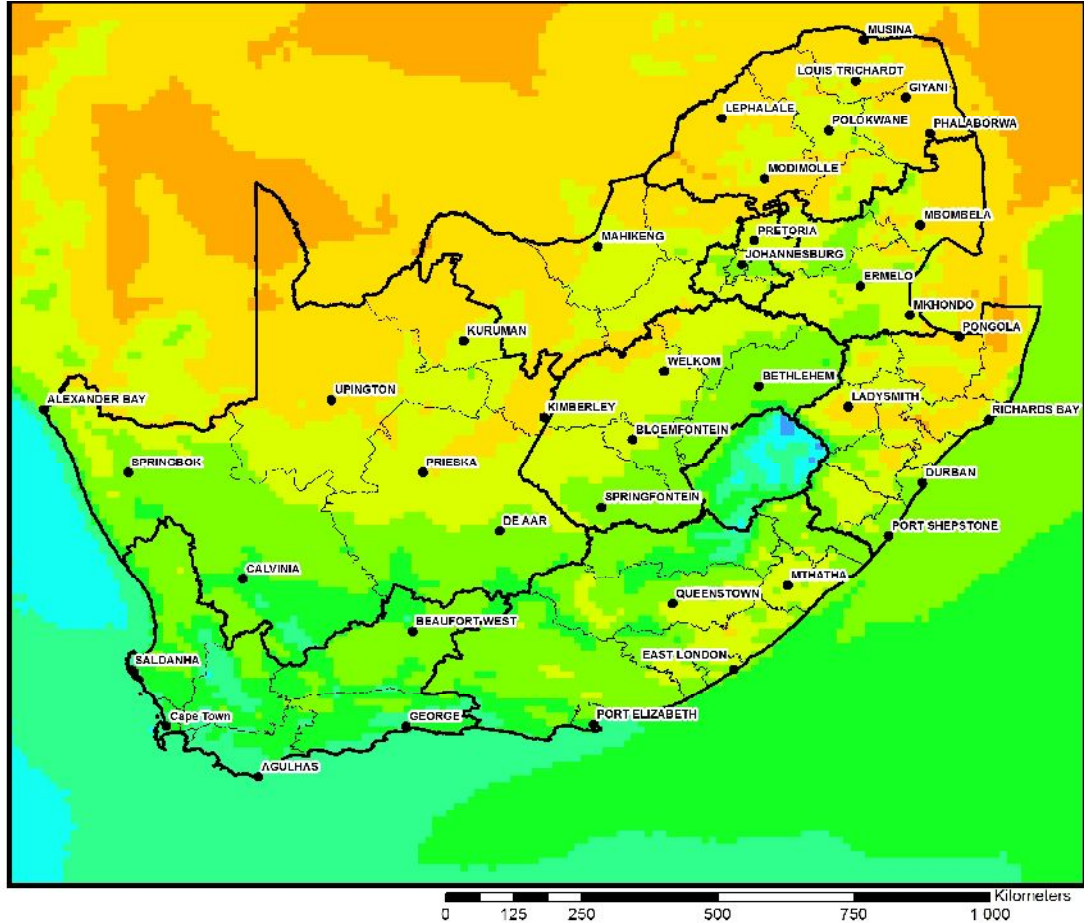 MUSINA
LOUIS TRICHARDT
GIYANI
LEPHALALE
POLOKWANE
PHALABORWA
MODIMOLLE
MBOMBELA
PRETORIA
MAHIKENG
JOHANNESBURG
ERMELO
MKHONDO
PONGOLA
KURUMAN
WELKOM
BETHLEHEM
UPINGTON
ALEXANDER BAY
LADYSMITH
KIMBERLEY
RICHARDS BAY
BLOEMFONTEIN
SPRINGBOK
PRIESKA
DURBAN
SPRINGFONTEIN
DE AAR
PORT SHEPSTONE
CALVINIA
MTHATHA
QUEENSTOWN
BEAUFORT WEST
EAST LONDON
SALDANHA
Cape Town
GEORGE
PORT ELIZABETH
AGULHAS
Kilometers
0 125 250 500 750 1 000